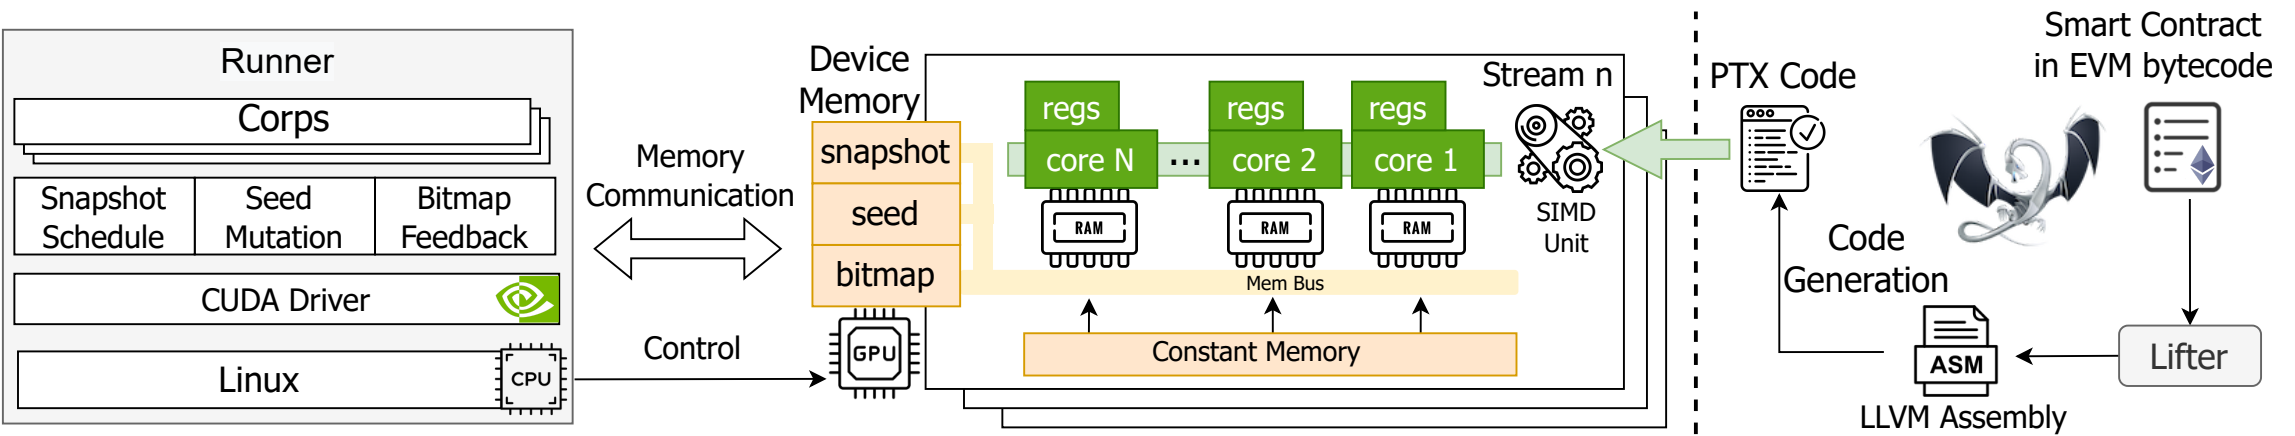 Runner
Corps
Snapshot
Schedule
Seed
Mutation
Bitmap
Feedback
CUDA Driver
Linux
CPU
Memory
Communication
Control
Device
Memory
snapshot
seed
bitmap
GPU
regs
regs
regs
core N
...
core 2
core 1
RAM
RAM
RAM
Mem Bus
Constant Memory
Stream n
SIMD
Unit
PTX Code
Smart Contract
in EVM bytecode
Code
Generation
ASM
LLVM Assembly
Lifter